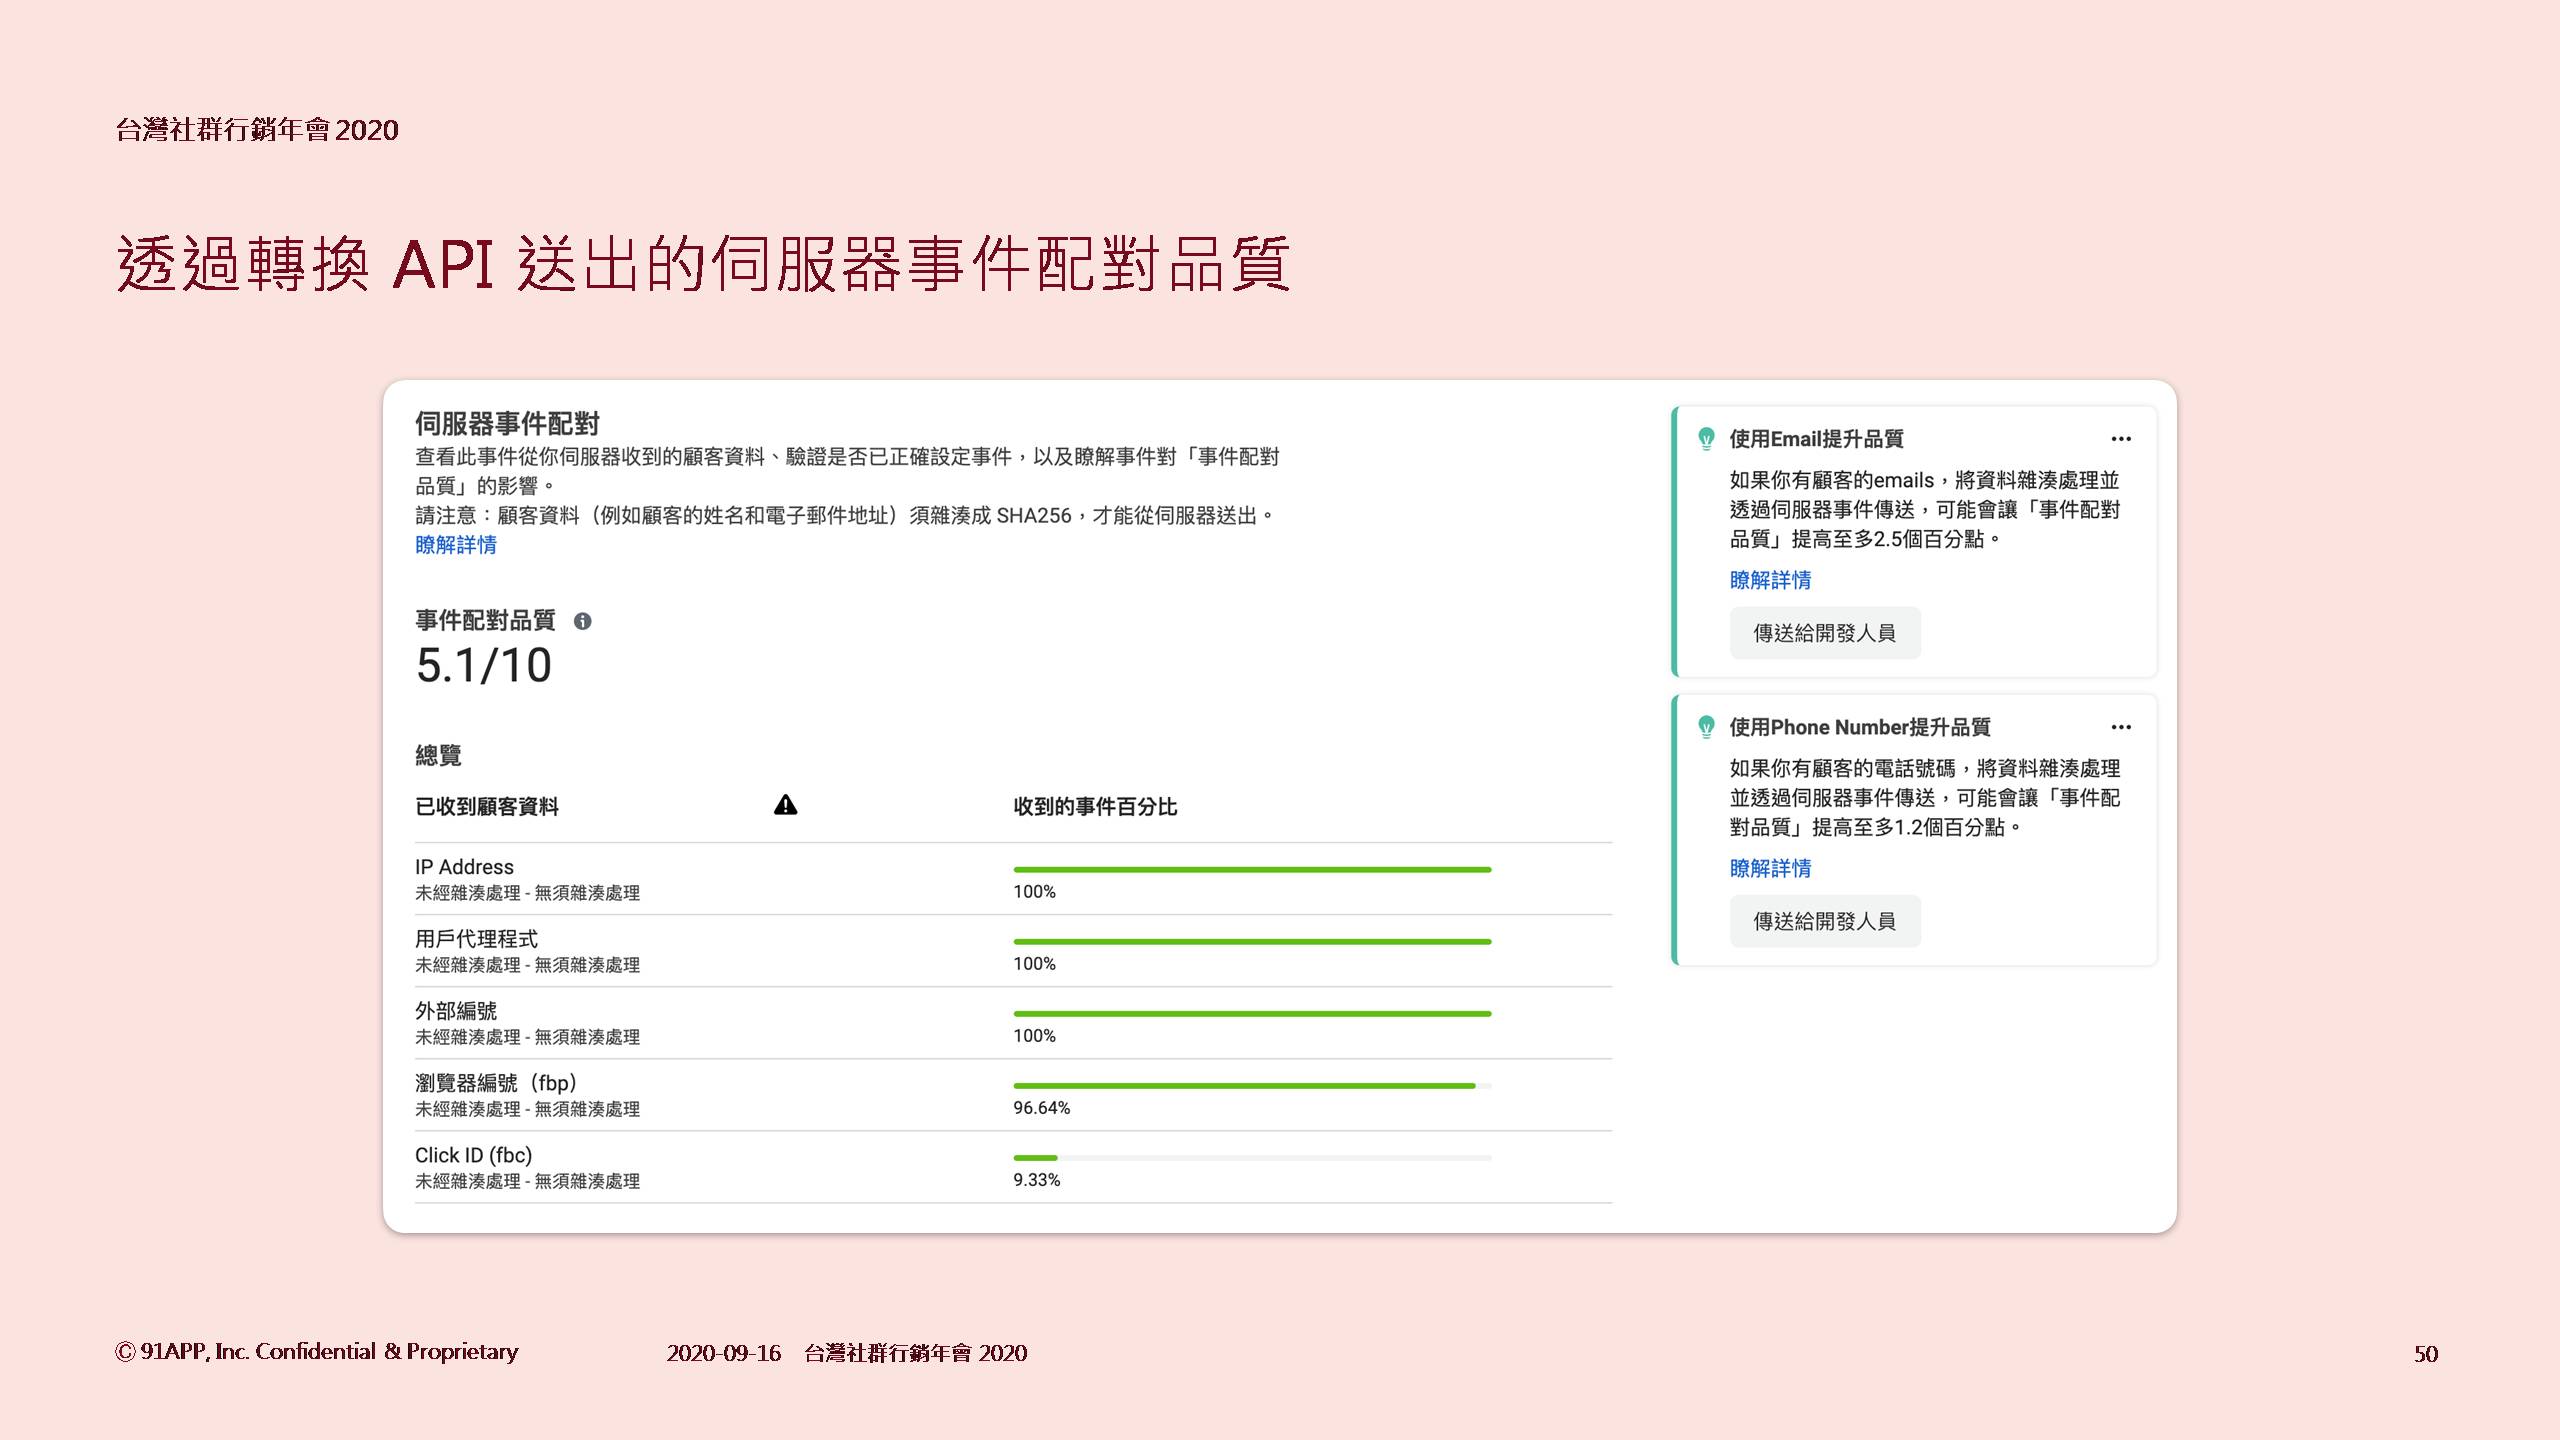 台灣社群行銷年會2020
透過轉換 API 送出的伺服器事件配對品質
伺服器事件配對
查看此事件從你伺服器收到的顧客資料、驗證是否已正確設定事件，以及瞭解事件對「事件配對
品質」的影響。
請注意：顧客資料（例如顧客的姓名和電子郵件地址）須雜湊成 SHA256，才能從伺服器送出。
瞭解詳情
事件配對品質
5.1/10
總覽
已收到顧客資料 收到的事件百分比
IP Address
未經雜湊處理 - 無須雜湊處理
100%
用戶代理程式
未經雜湊處理 - 無須雜湊處理
100%
外部編號
未經雜湊處理 - 無須雜湊處理
100%
瀏覽器編號（fbp）
未經雜湊處理 - 無須雜湊處理
96.64%
Click ID (fbc)
未經雜湊處理 - 無須雜湊處理
9.33%
使用Email提升品質
如果你有顧客的emails，將資料雜湊處理並
透過伺服器事件傳送，可能會讓「事件配對
品質」提高至多2.5個百分點。
瞭解詳情
傳送給開發人員
使用Phone Number提升品質
如果你有顧客的電話號碼，將資料雜湊處理
並透過伺服器事件傳送，可能會讓「事件配
對品質」提高至多1.2個百分點。
瞭解詳情
傳送給開發人員
© 91APP, Inc. Confidential & Proprietary
2020-09-16 台灣社群行銷年會 2020
50